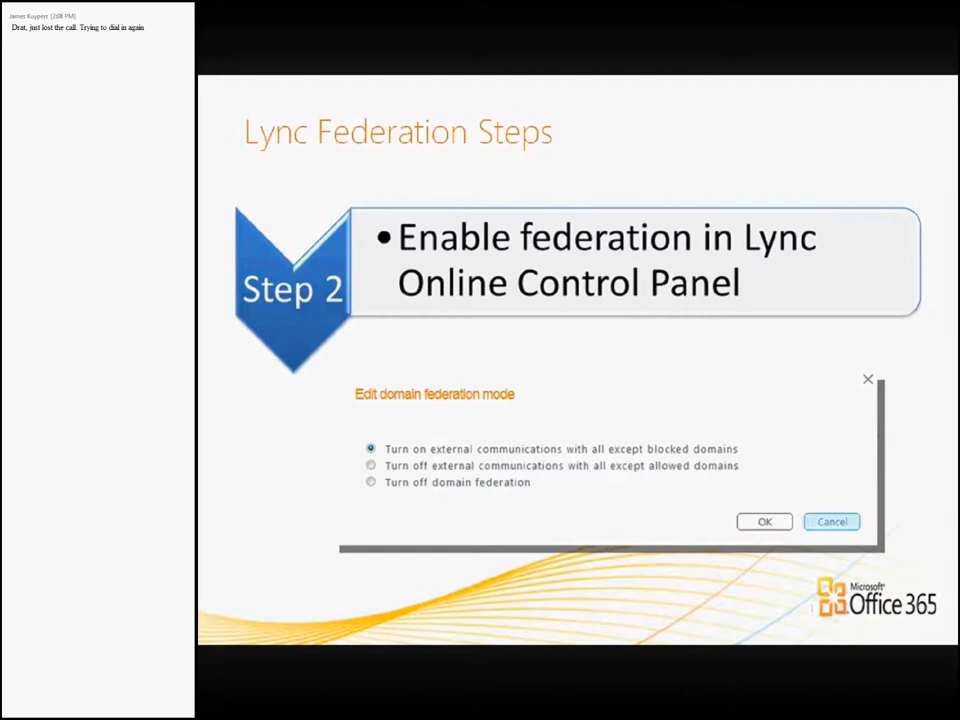 James Kuypers [2:08 PM]
Drat, just lost the call. Trying to dial in again
Lync Federation Steps
Step 2
•Enable federation in Lync
Online Control Panel
Edit domain federation mode
Turn on external communications with all except blocked domains
Turn off external communications with all except allowed domains
Turn off domain federation
OK
Cancel
Microsoft®
Office 365